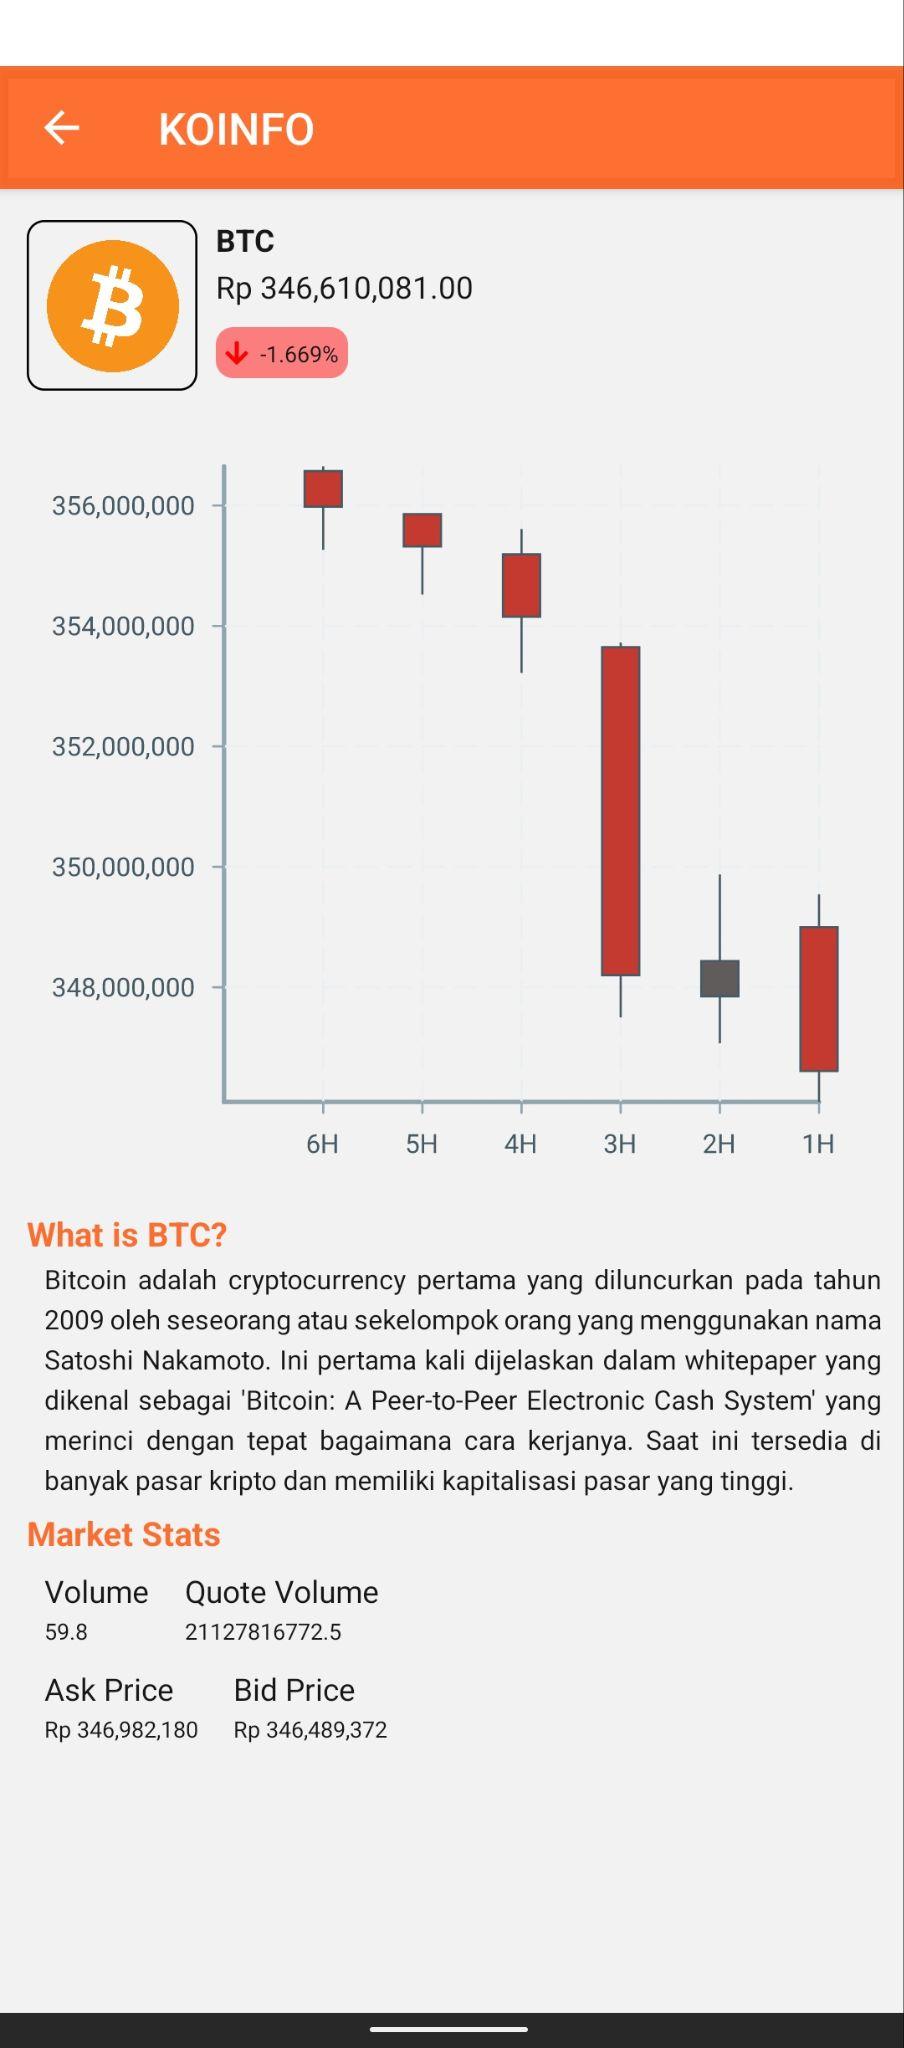 KOINFO
BTC
Rp 346,610,081.00
-1.669%
356,000,000
354,000,000
352,000,000
350,000,000
348,000,000
6H 5H 4H 3H 2H 1H
What is BTC?
Bitcoin adalah cryptocurrency pertama yang diluncurkan pada tahun
2009 oleh seseorang atau sekelompok orang yang menggunakan nama
Satoshi Nakamoto. Ini pertama kali dijelaskan dalam whitepaper yang
dikenal sebagai 'Bitcoin: A Peer-to-Peer Electronic Cash System' yang
merinci dengan tepat bagaimana cara kerjanya. Saat ini tersedia di
banyak pasar kripto dan memiliki kapitalisasi pasar yang tinggi.
Market Stats
Volume Quote Volume
59.8 21127816772.5
Ask Price Bid Price
Rp 346,982,180 Rp 346,489,372